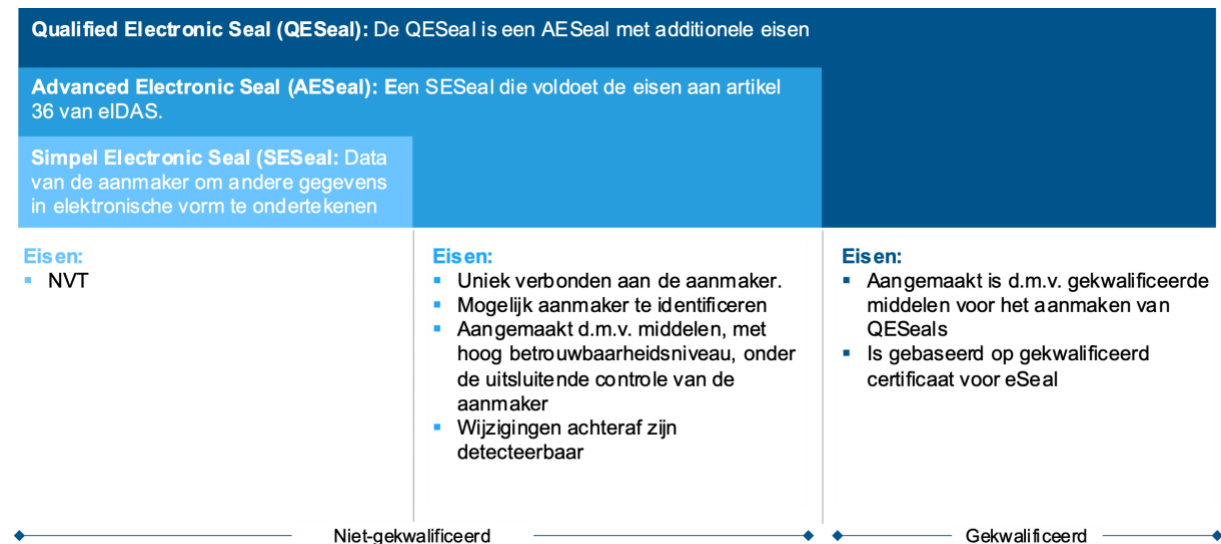 Qualified Electronic Seal (QESeal): De QESeal is een AESeal met additionele eisen
Advanced Electronic Seal (AESeal): Een SESeal die voldoet de eisen aan artikel
36 van eIDAS.
Simpel Electronic Seal (SESeal: Data
van de aanmaker om andere gegevens
in elektronische vorm te ondertekenen
Eisen:
▪ NVT
Eisen:
▪ Uniek verbonden aan de aanmaker.
▪ Mogelijk aanmaker te identificeren
▪ Aangemaakt d.m.v. middelen, met
hoog betrouwbaarheidsniveau, onder
de uitsluitende controle van de
aanmaker
▪ Wijzigingen achteraf zijn
detecteerbaar
Eisen:
▪ Aangemaakt is d.m.v. gekwalificeerde
middelen voor het aanmaken van
QESeals
▪ Is gebaseerd op gekwalificeerd
certificaat voor eSeal
Niet-gekwalificeerd
Gekwalificeerd